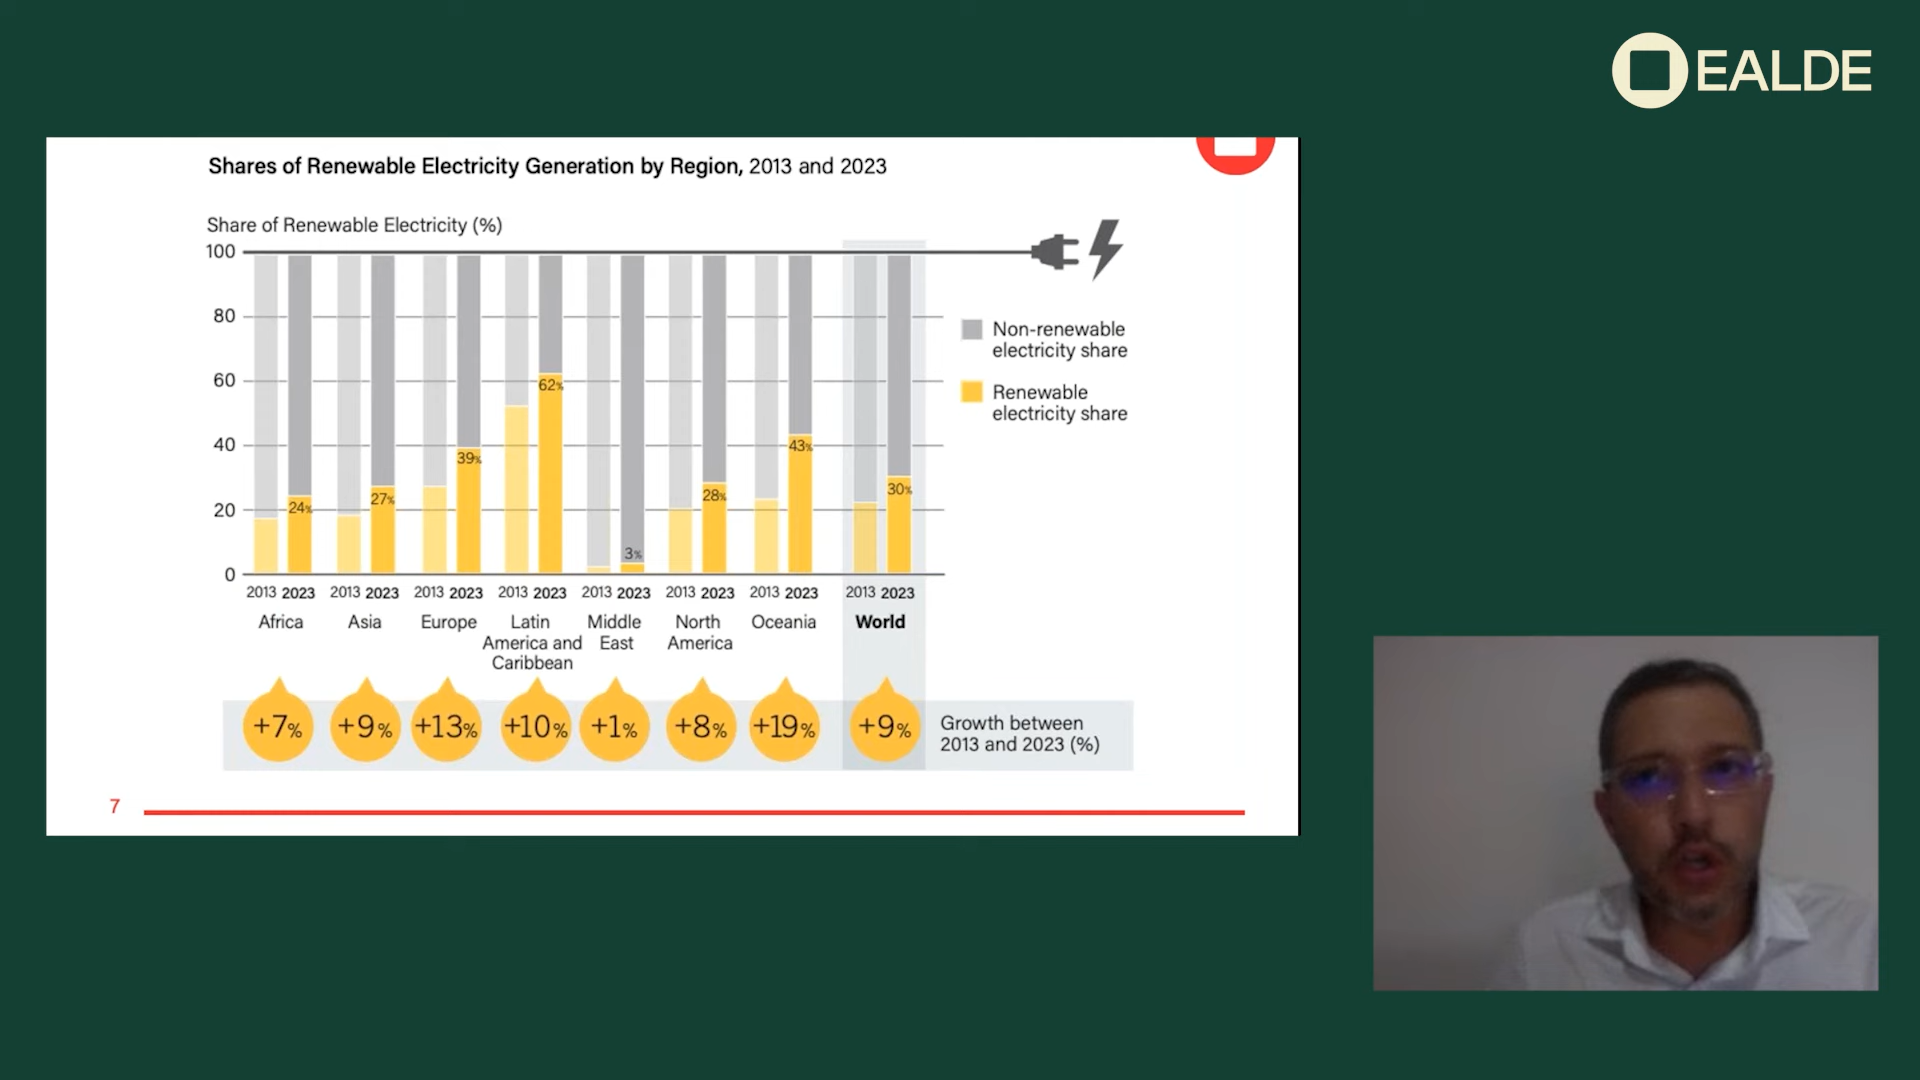 EALDE
Shares of Renewable Electricity Generation by Region, 2013 and 2023
Share of Renewable Electricity (%)
100
80
60
40
20
0
Non-renewable
electricity share
Renewable
electricity share
24%
27%
39%
62%
3%
28%
43%
30%
2013 2023 2013 2023 2013 2023 2013 2023 2013 2023 2013 2023 2013 2023 2013 2023
Africa Asia Europe Latin Middle North Oceania World
America and East America
Caribbean
+7% +9% +13% +10% +1% +8% +19% +9%
Growth between
2013 and 2023 (%)
7